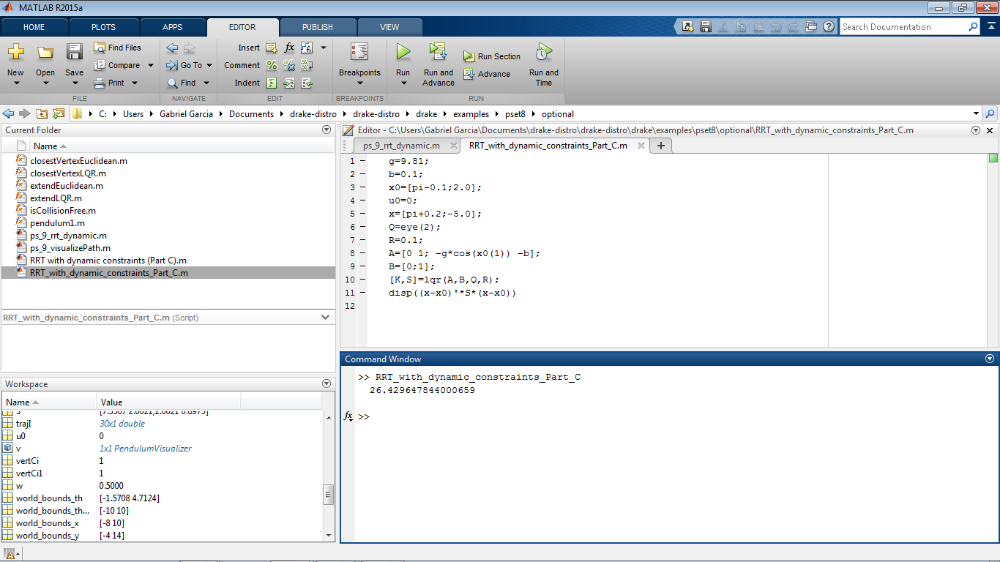 MATLAB R2015a
HOME PLOTS APPS EDITOR PUBLISH VIEW
Search Documentation
New Open Save Find Files Compare Print
Go To Find
Insert Comment Indent
fx
Breakpoints
Run Run and Advance Run Section Advance Run and Time
FILE NAVIGATE EDIT BREAKPOINTS RUN
C: Users Gabriel Garcia Documents drake-distro drake-distro drake examples pset8 optional
Current Folder
Name
closestVertexEuclidean.m
closestVertexLQR.m
extendEuclidean.m
extendLQR.m
isCollisionFree.m
pendulum1.m
ps_9_rrt_dynamic.m
ps_9_visualizePath.m
RRT with dynamic constraints (Part C).m
RRT_with_dynamic_constraints_Part_C.m
RRT_with_dynamic_constraints_Part_C.m (Script)
Workspace
Name Value
trajI 30x1 double
u0 0
v 1x1 PendulumVisualizer
vertCi 1
vertCi1 1
w 0.5000
world_bounds_th [-1.5708 4.7124]
world_bounds_th... [-10 10]
world_bounds_x [-8 10]
world_bounds_y [-4 14]
Editor - C:\Users\Gabriel Garcia\Documents\drake-distro\drake-distro\drake\examples\pset8\optional\RRT_with_dynamic_constraints_Part_C.m
ps_9_rrt_dynamic.m RRT_with_dynamic_constraints_Part_C.m
1 – g=9.81;
2 – b=0.1;
3 – x0=[pi-0.1;2.0];
4 – u0=0;
5 – x=[pi+0.2;-5.0];
6 – Q=eye(2);
7 – R=0.1;
8 – A=[0 1; -g*cos(x0(1)) -b];
9 – B=[0;1];
10 – [K,S]=lqr(A,B,Q,R);
11 – disp((x-x0)'*S*(x-x0))
12
Command Window
>> RRT_with_dynamic_constraints_Part_C
26.429647844000659
fx >>